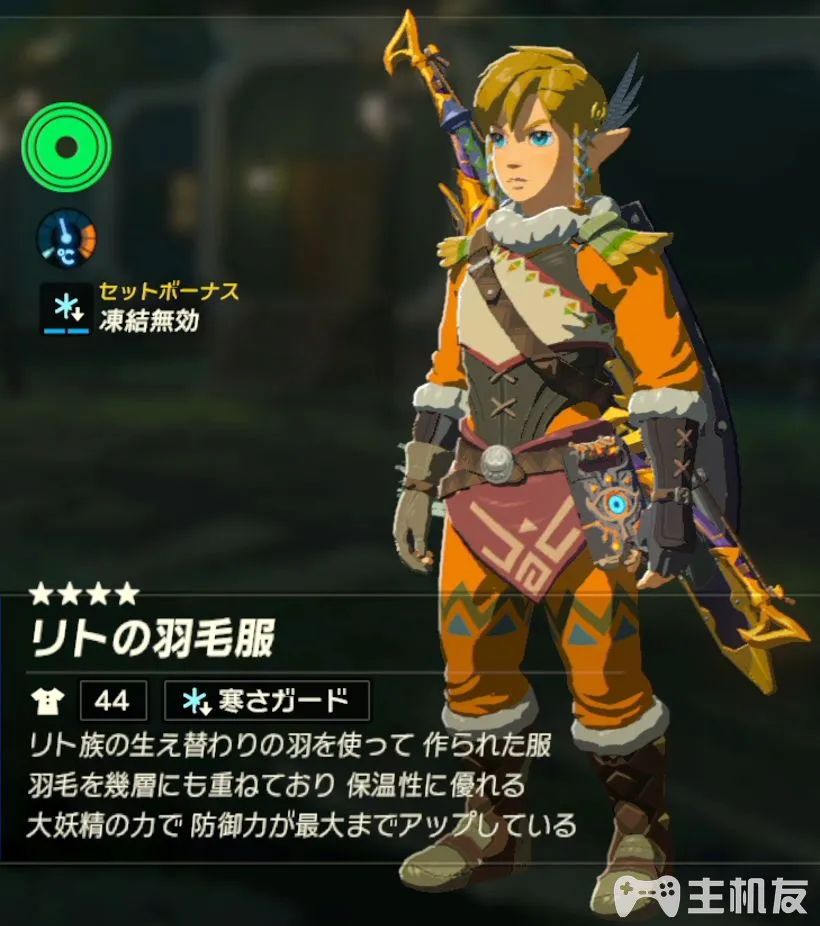 ℃
セットボーナス
凍結無効
★★★★
リトの羽毛服
44 寒さガード
リト族の生え替わりの羽を使って 作られた服
羽毛を幾層にも重ねており 保温性に優れる
大妖精の力で 防御力が最大までアップしている
主机友